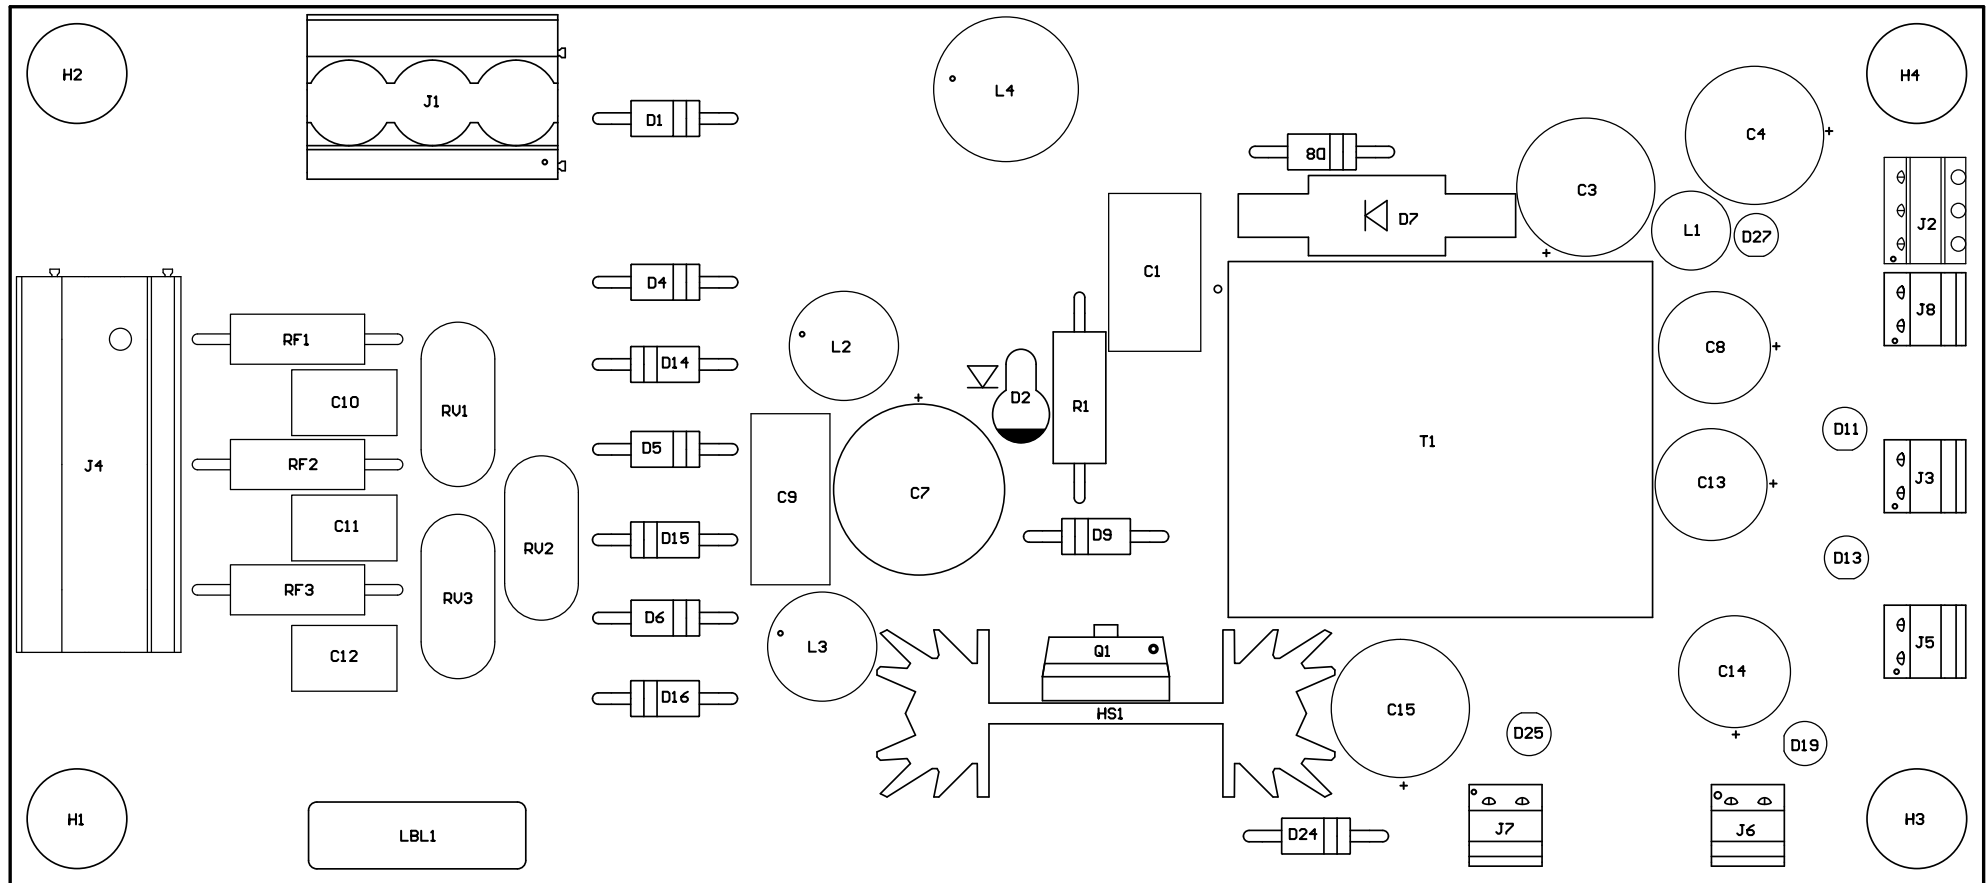 H2
J1
D1
L4
D8
C3
C4
H4
D7
L1
D27
J2
C1
D4
J8
RF1
L2
C8
D14
C10
RV1
D2
R1
D11
D5
T1
J4
RF2
C9
C7
C13
J3
C11
RV2
D15
D9
D13
RF3
RV3
D6
L3
Q1
J5
C12
D16
HS1
C15
C14
D25
D19
H1
LBL1
D24
J7
J6
H3
+
+
+
+
+
+
+